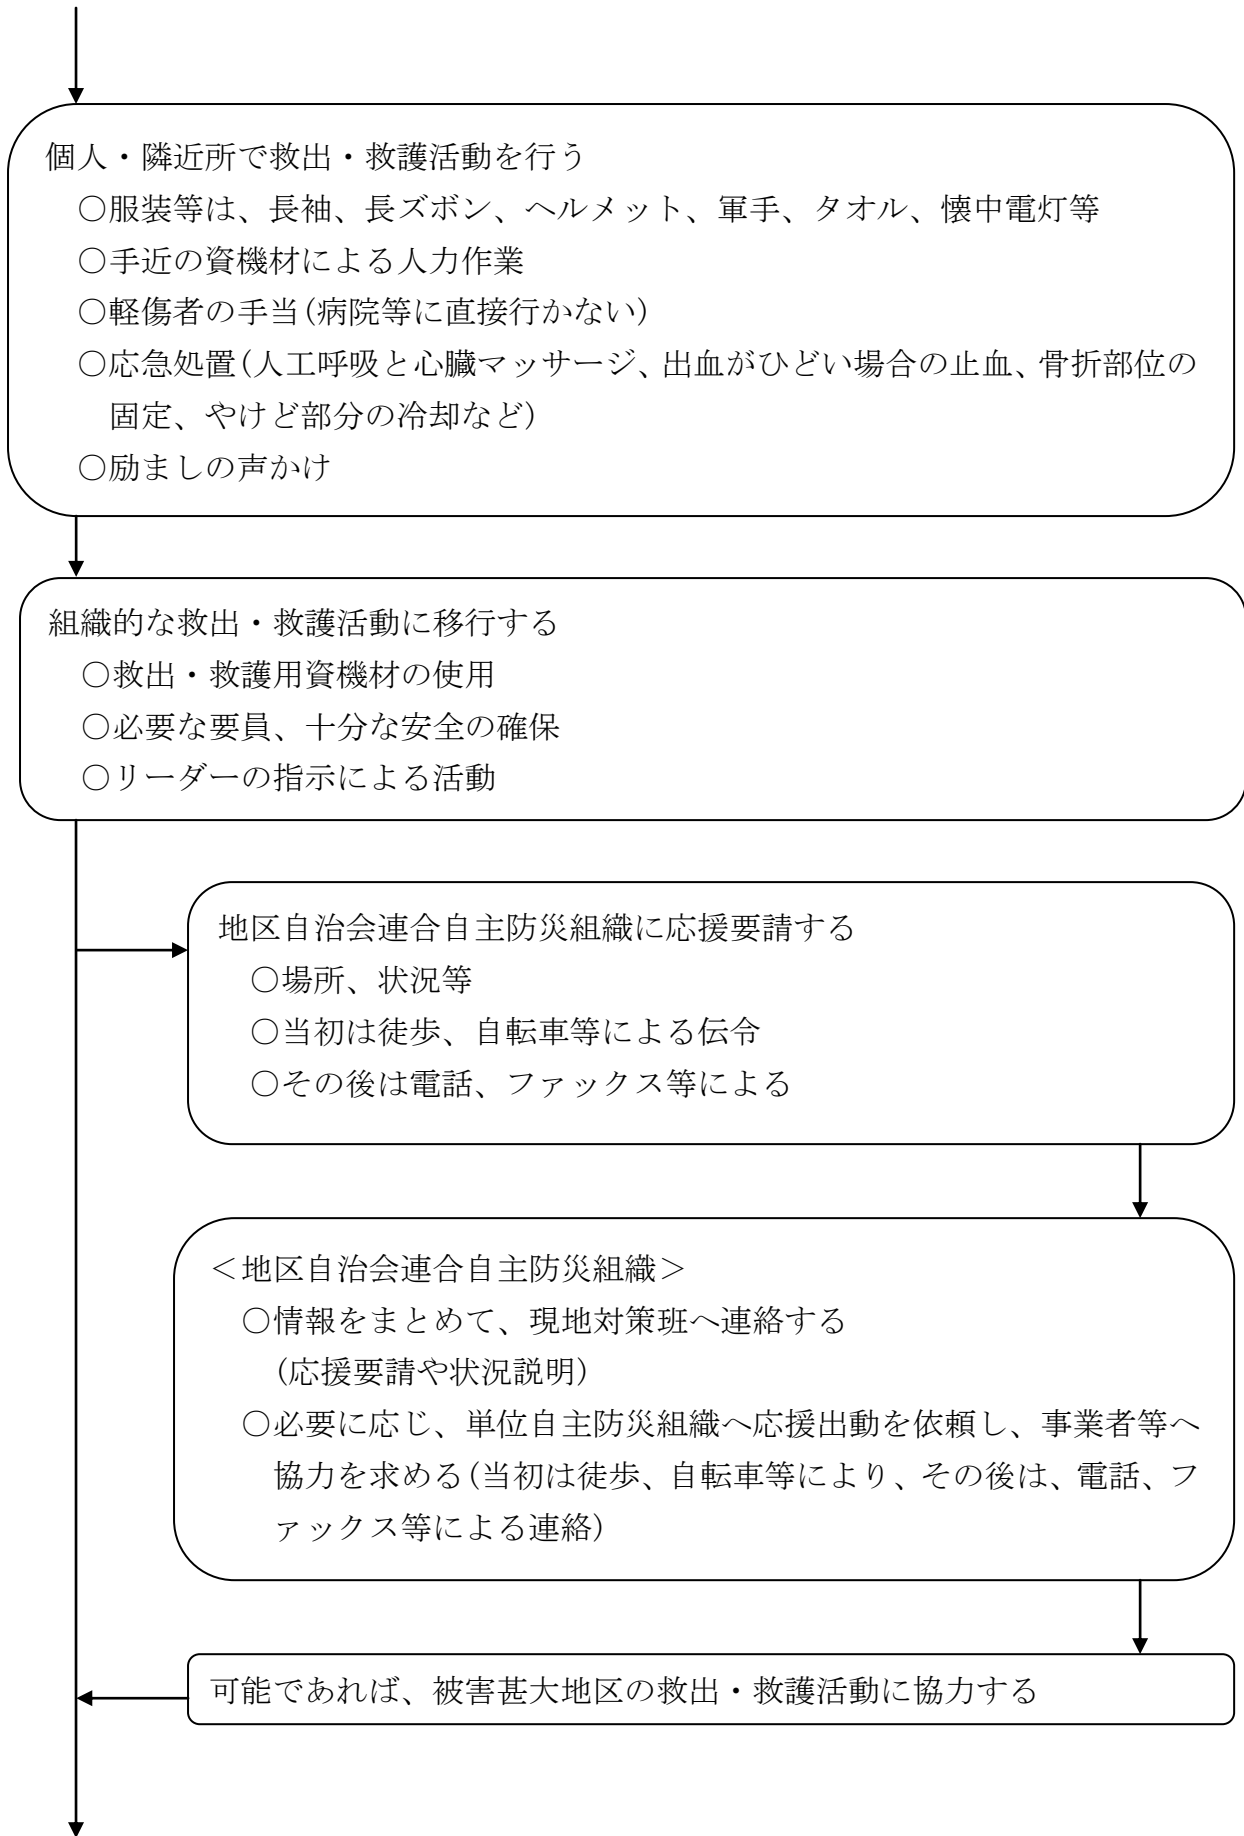 個人・隣近所で救出・救護活動を行う
○服装等は、長袖、長ズボン、ヘルメット、軍手、タオル、懐中電灯等
○手近の資機材による人力作業
○軽傷者の手当(病院等に直接行かない)
○応急処置(人工呼吸と心臓マッサージ、出血がひどい場合の止血、骨折部位の
固定、やけど部分の冷却など)
○励ましの声かけ
組織的な救出・救護活動に移行する
○救出・救護用資機材の使用
○必要な要員、十分な安全の確保
○リーダーの指示による活動
地区自治会連合自主防災組織に応援要請する
○場所、状況等
○当初は徒歩、自転車等による伝令
○その後は電話、ファックス等による
＜地区自治会連合自主防災組織＞
○情報をまとめて、現地対策班へ連絡する
(応援要請や状況説明)
○必要に応じ、単位自主防災組織へ応援出動を依頼し、事業者等へ
協力を求める(当初は徒歩、自転車等により、その後は、電話、フ
ァックス等による連絡)
可能であれば、被害甚大地区の救出・救護活動に協力する